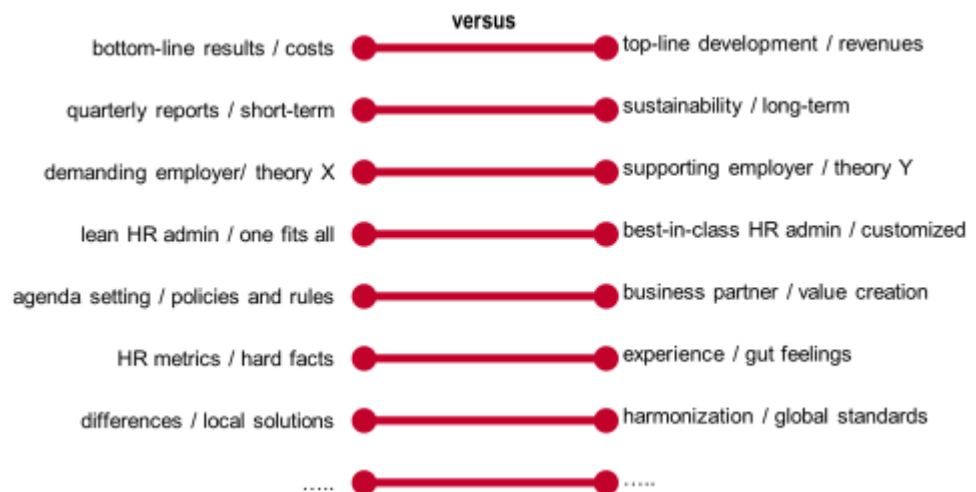 versus
bottom-line results / costs
top-line development / revenues
quarterly reports / short-term
sustainability / long-term
demanding employer/ theory X
supporting employer / theory Y
lean HR admin / one fits all
best-in-class HR admin / customized
agenda setting / policies and rules
business partner / value creation
HR metrics / hard facts
experience / gut feelings
differences / local solutions
harmonization / global standards
.....
.....